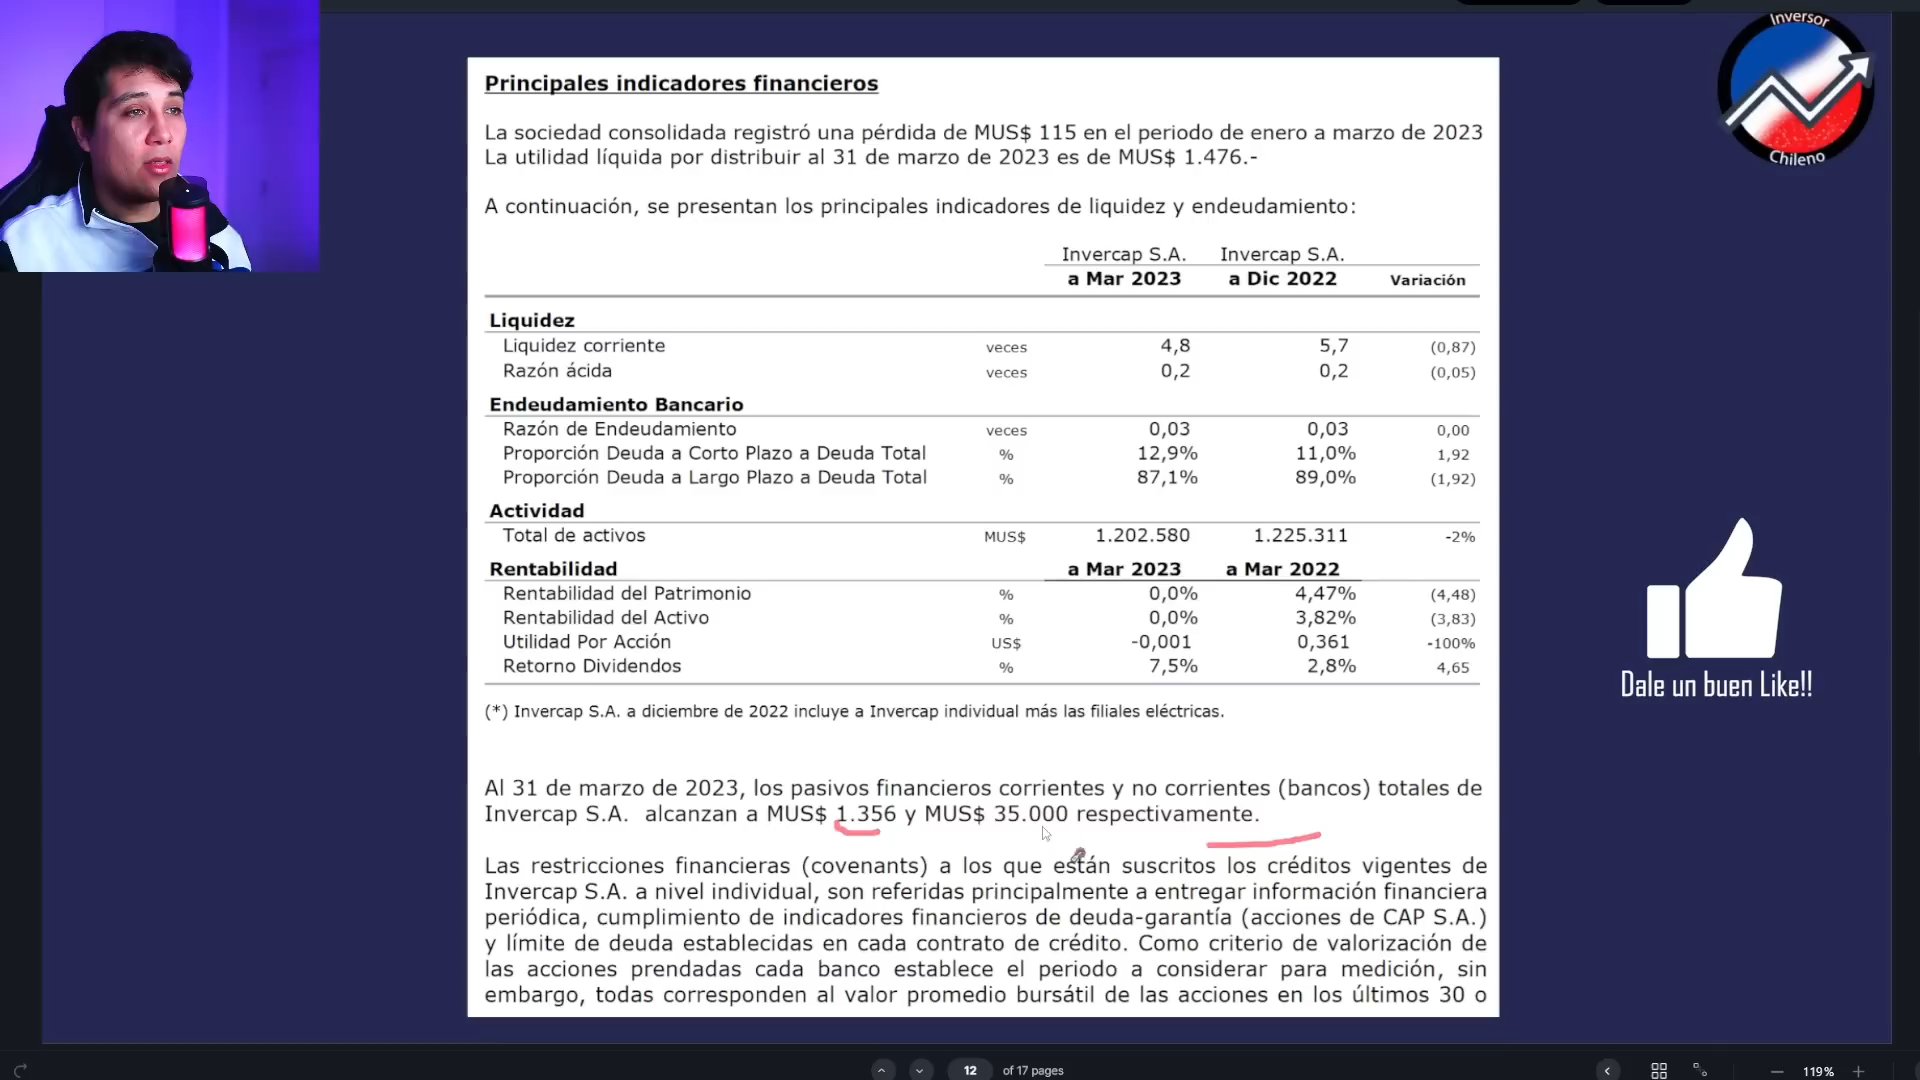 Inversor
Chileno
Principales indicadores financieros
La sociedad consolidada registró una pérdida de MUS$ 115 en el periodo de enero a marzo de 2023
La utilidad líquida por distribuir al 31 de marzo de 2023 es de MUS$ 1.476.-
A continuación, se presentan los principales indicadores de liquidez y endeudamiento:
Invercap S.A. Invercap S.A.
a Mar 2023 a Dic 2022 Variación
Liquidez
Liquidez corriente veces 4,8 5,7 (0,87)
Razón ácida veces 0,2 0,2 (0,05)
Endeudamiento Bancario
Razón de Endeudamiento veces 0,03 0,03 0,00
Proporción Deuda a Corto Plazo a Deuda Total % 12,9% 11,0% 1,92
Proporción Deuda a Largo Plazo a Deuda Total % 87,1% 89,0% (1,92)
Actividad
Total de activos MUS$ 1.202.580 1.225.311 -2%
Rentabilidad a Mar 2023 a Mar 2022
Rentabilidad del Patrimonio % 0,0% 4,47% (4,48)
Rentabilidad del Activo % 0,0% 3,82% (3,83)
Utilidad Por Acción US$ -0,001 0,361 -100%
Retorno Dividendos % 7,5% 2,8% 4,65
(*) Invercap S.A. a diciembre de 2022 incluye a Invercap individual más las filiales eléctricas.
Al 31 de marzo de 2023, los pasivos financieros corrientes y no corrientes (bancos) totales de
Invercap S.A. alcanzan a MUS$ 1.356 y MUS$ 35.000 respectivamente.
Las restricciones financieras (covenants) a los que están suscritos los créditos vigentes de
Invercap S.A. a nivel individual, son referidas principalmente a entregar información financiera
periódica, cumplimiento de indicadores financieros de deuda-garantía (acciones de CAP S.A.)
y límite de deuda establecidas en cada contrato de crédito. Como criterio de valorización de
las acciones prendadas cada banco establece el periodo a considerar para medición, sin
embargo, todas corresponden al valor promedio bursátil de las acciones en los últimos 30 o
Dale un buen Like!!
12 of 17 pages
119%